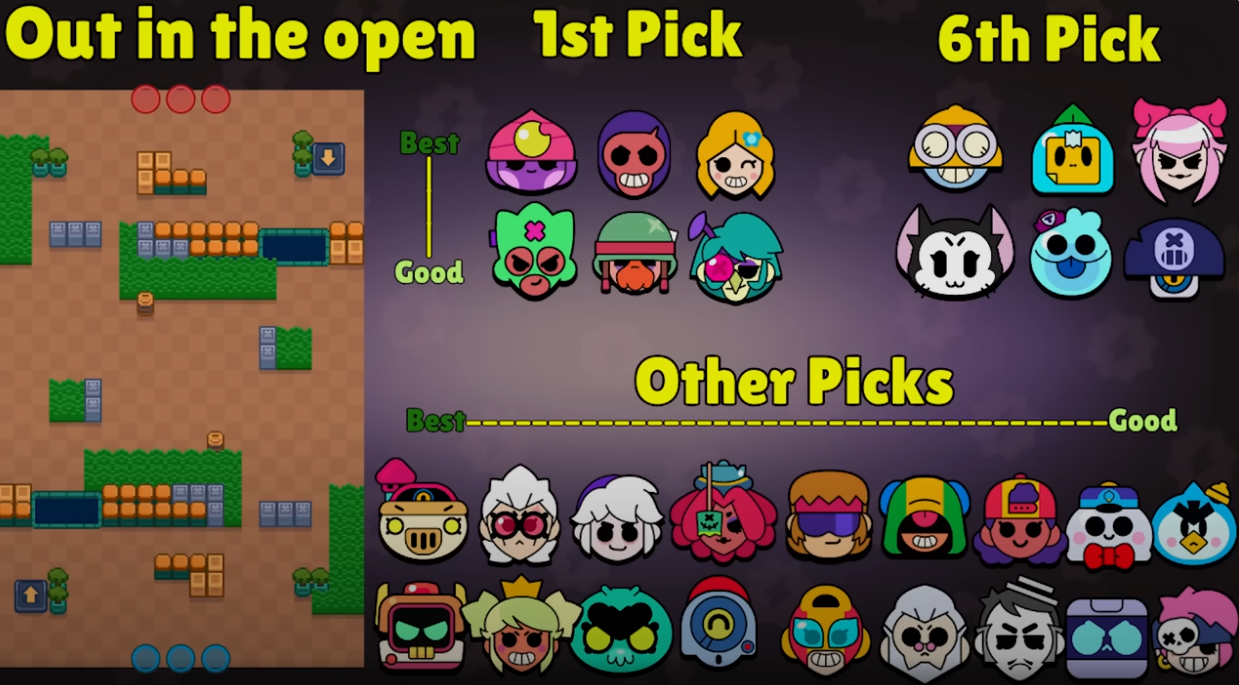 Out in the open
1st Pick
6th Pick
Best
Good
Other Picks
Best
Good